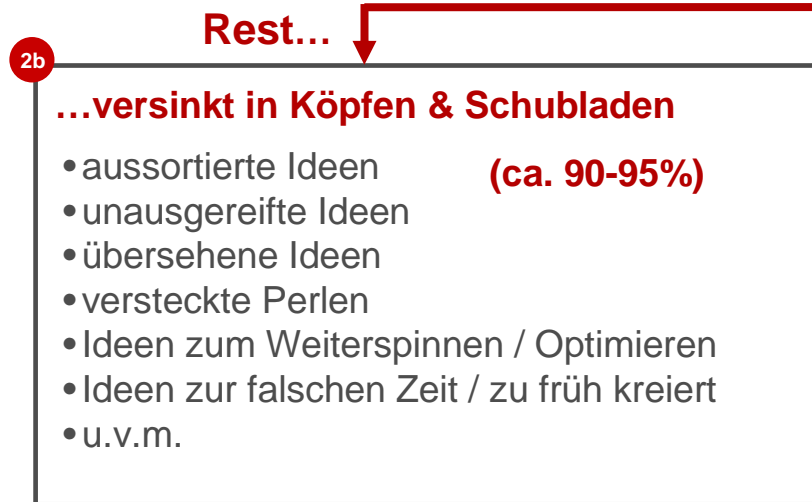 Rest…
2b
…versinkt in Köpfen & Schubladen
•aussortierte Ideen (ca. 90-95%)
•unausgereifte Ideen
•übersehene Ideen
•versteckte Perlen
•Ideen zum Weiterspinnen / Optimieren
•Ideen zur falschen Zeit / zu früh kreiert
•u.v.m.